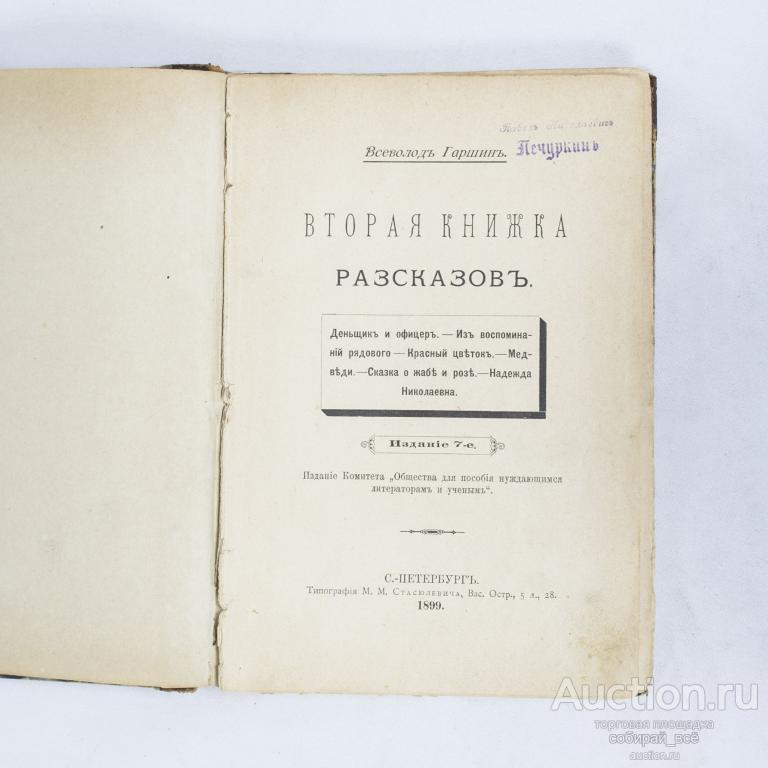 Всеволодъ Гаршинъ.
Печуркинъ
ВТОРАЯ КНИЖКА
РАЗСКАЗОВЪ.
Деньщикъ и офицеръ. — Изъ воспомина-
ній рядового — Красный цвѣтокъ. — Мед-
вѣди. — Сказка о жабѣ и розѣ. — Надежда
Николаевна.
Изданіе 7-е.
Изданіе Комитета „Общества для пособія нуждающимся
литераторамъ и ученымъ“.
С.-ПЕТЕРБУРГЪ.
Типографія М. М. Стасюлевича, Вас. Остр., 5 л., 28.
1899.
Auction.ru
торговая площадка
собирай_всё
auction.ru